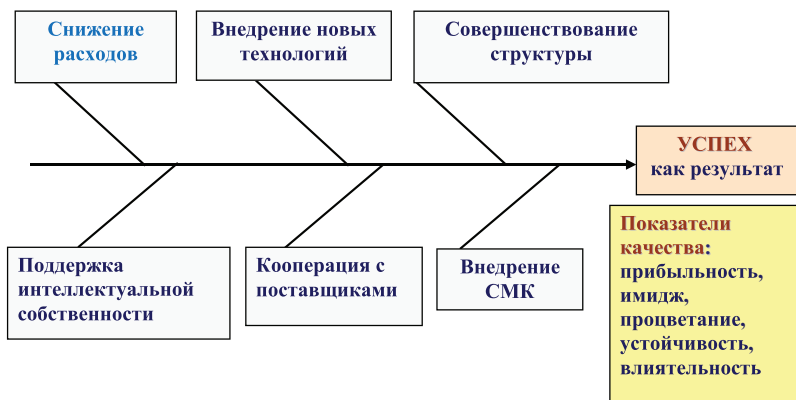 Снижение
расходов
Внедрение новых
технологий
Совершенствование
структуры
УСПЕХ
как результат
Поддержка
интеллектуальной
собственности
Кооперация с
поставщиками
Внедрение
СМК
Показатели
качества:
прибыльность,
имидж,
процветание,
устойчивость,
влиятельность